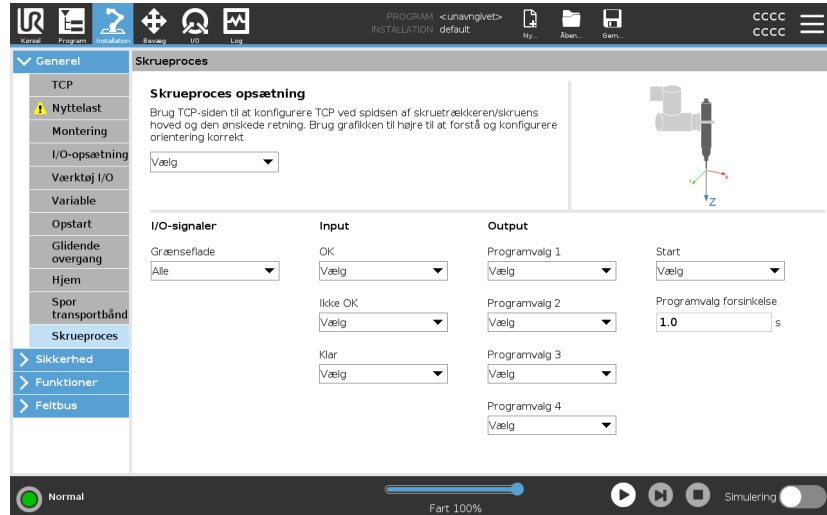 UR
Kørsel
Program
Installation
Bevæg
I/O
Log
PROGRAM <unavngivet>
INSTALLATION default
Ny...
Åben...
Gem...
CCCC
CCCC
Generel
TCP
Nyttelast
Montering
I/O-opsætning
Værktøj I/O
Variable
Opstart
Glidende
overgang
Hjem
Spor
transportbånd
Skrueproces
Sikkerhed
Funktioner
Feltbus
Skrueproces
Skrueproces opsætning
Brug TCP-siden til at konfigurere TCP ved spidsen af skruetrækkeren/skruens
hoved og den ønskede retning. Brug grafikken til højre til at forstå og konfigurere
orientering korrekt
Vælg
Y
X
Z
I/O-signaler
Grænseflade
Alle
Input
OK
Vælg
Ikke OK
Vælg
Klar
Vælg
Output
Programvalg 1
Vælg
Programvalg 2
Vælg
Programvalg 3
Vælg
Programvalg 4
Vælg
Start
Vælg
Programvalg forsinkelse
1.0 s
Normal
Fart 100%
Simulering